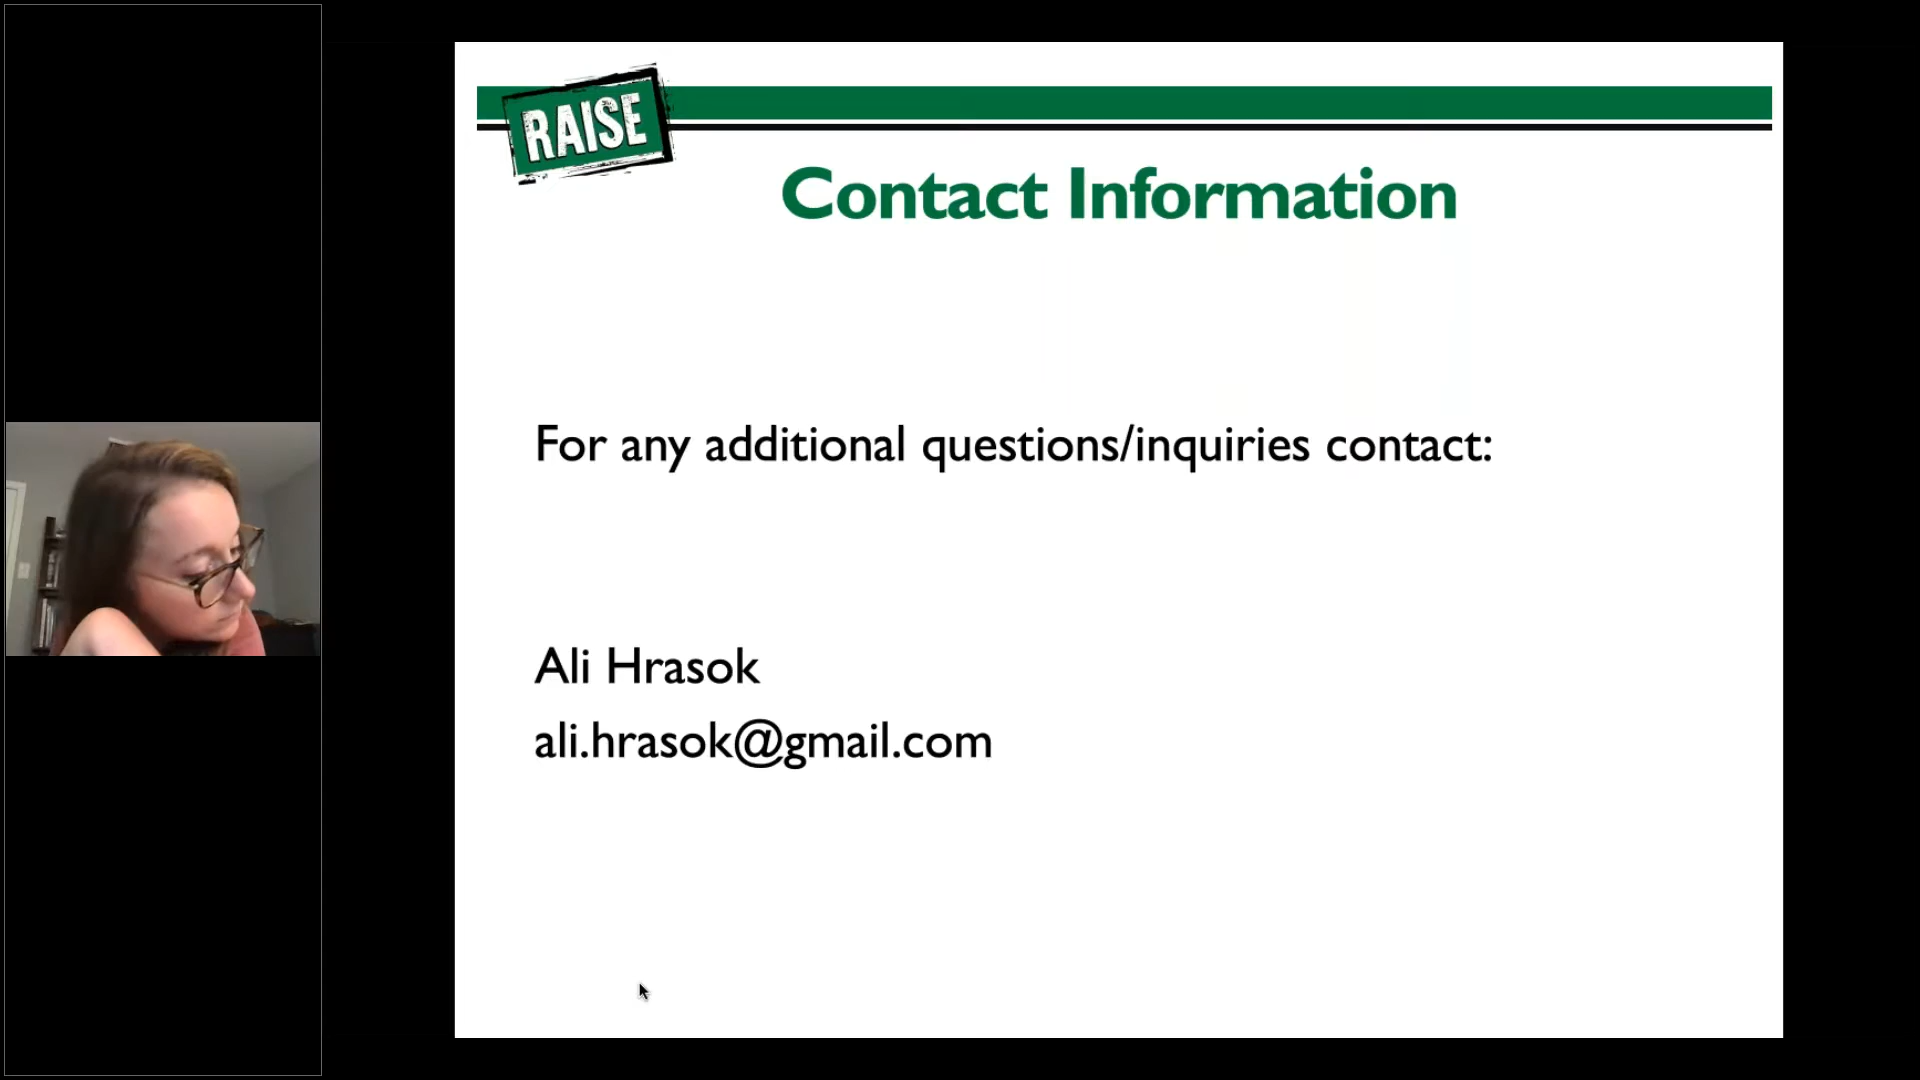 RAISE
Contact Information
For any additional questions/inquiries contact:
Ali Hrasok
ali.hrasok@gmail.com